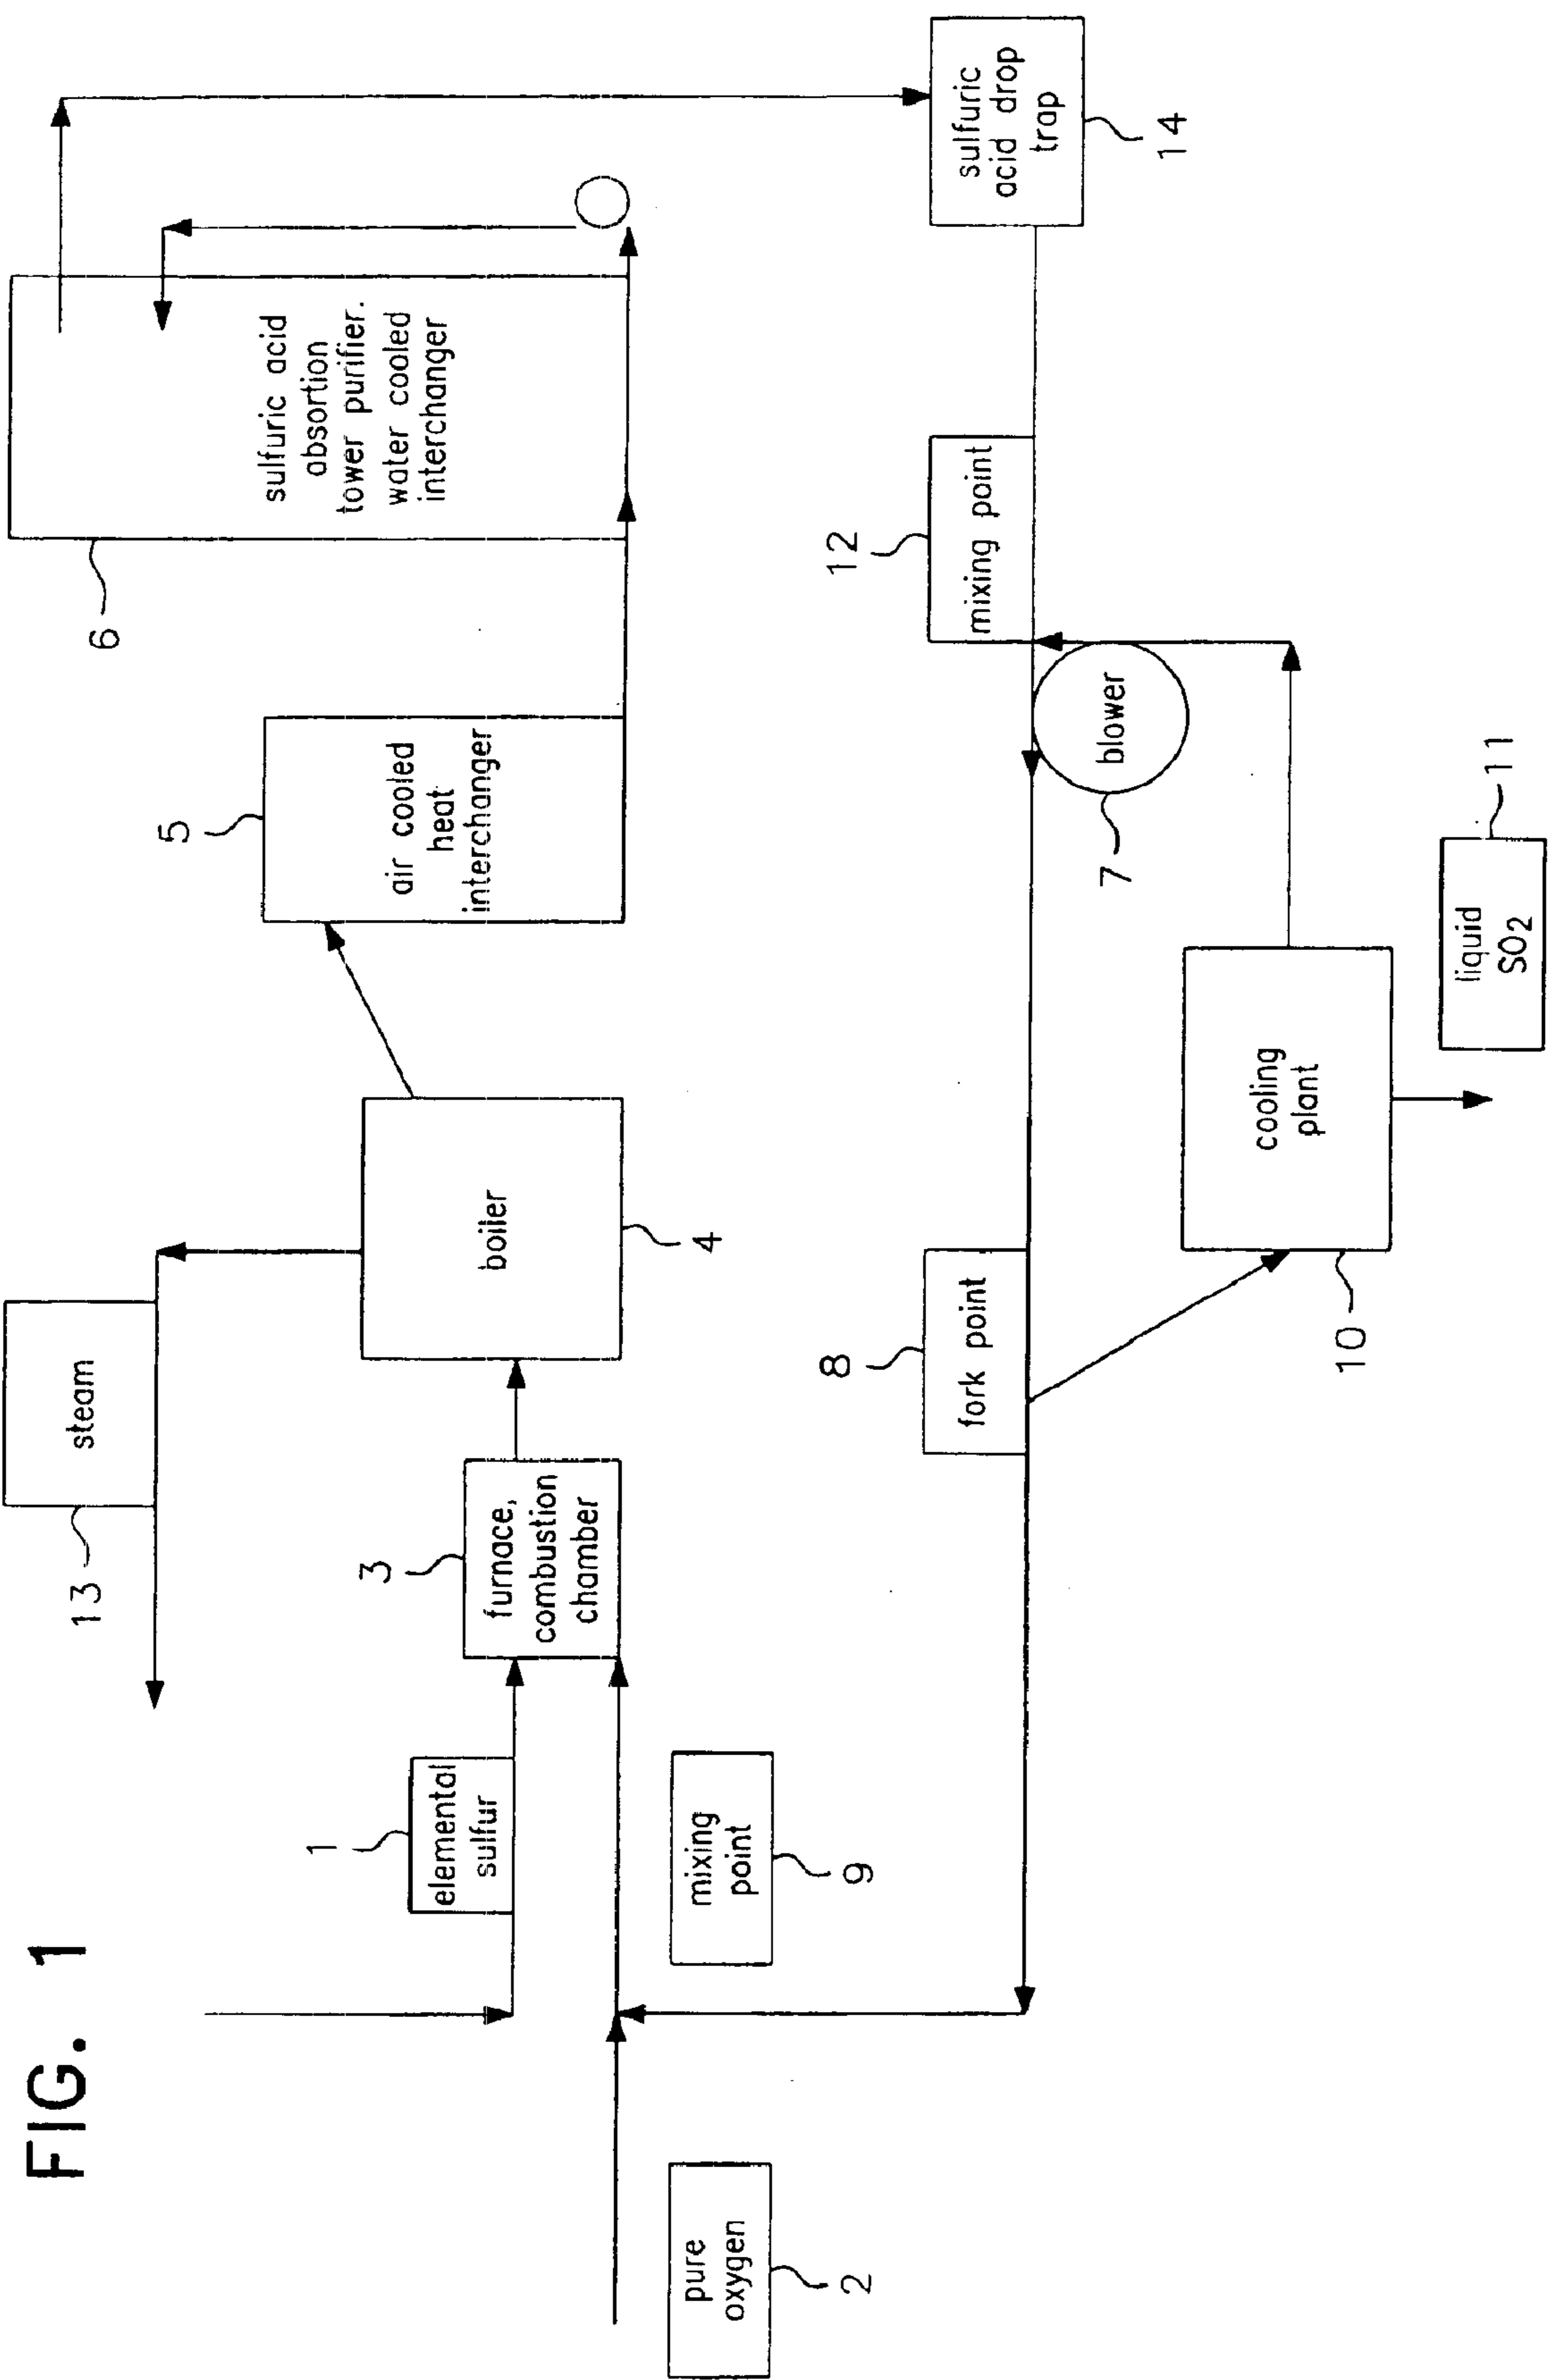 FIG. 1
13
steam
6
sulfuric acid
absortion
tower purifier.
water cooled
interchanger
5
air cooled
heat
interchanger
1
elemental
sulfur
3
furnace,
combustion
chamber
boiler
4
pure
oxygen
2
mixing
point
9
8
fork point
12
mixing point
sulfuric
acid drop
trap
14
blower
7
cooling
plant
10
liquid
SO2
11